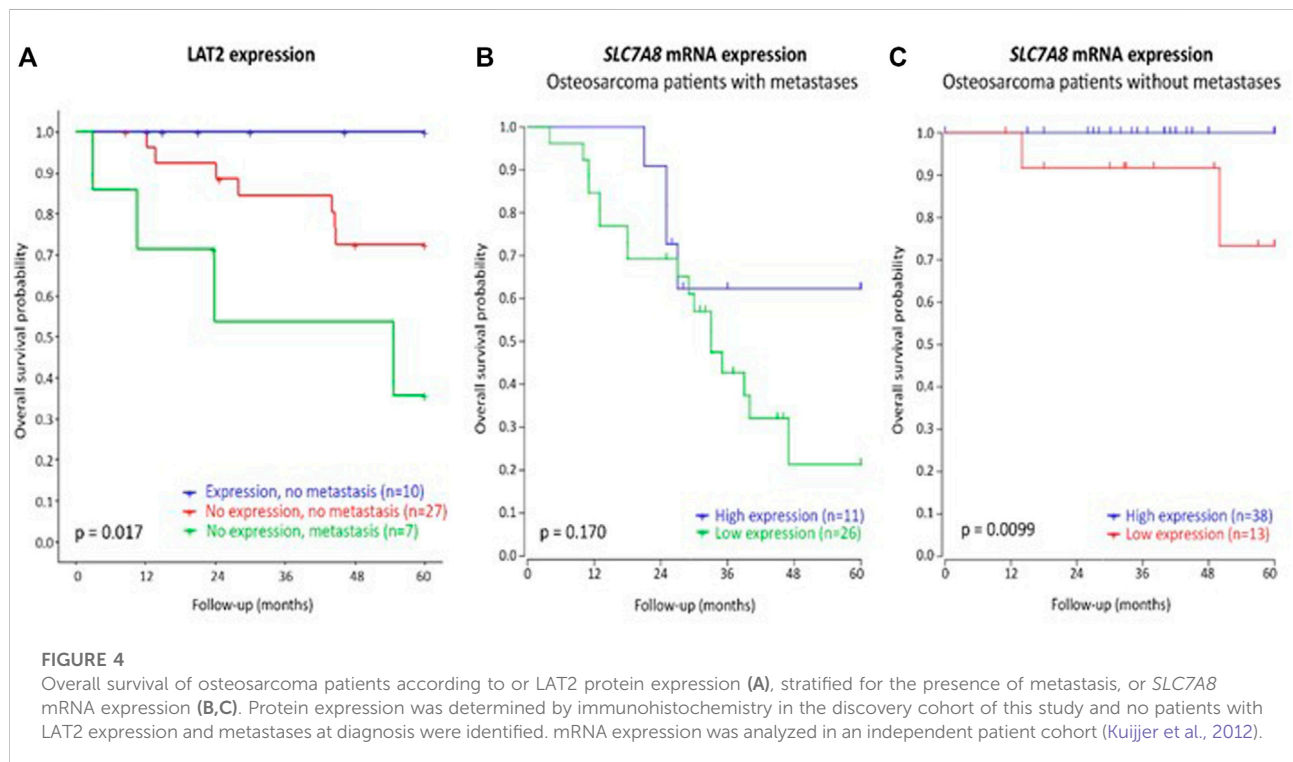 A
LAT2 expression
Overall survival probability
1.0
0.9
0.8
0.7
0.6
0.5
0.4
0.3
0.2
0.1
0.0
Expression, no metastasis (n=10)
No expression, no metastasis (n=27)
No expression, metastasis (n=7)
p = 0.017
0 12 24 36 48 60
Follow-up (months)
B
SLC7A8 mRNA expression
Osteosarcoma patients with metastases
Overall survival probability
1.0
0.9
0.8
0.7
0.6
0.5
0.4
0.3
0.2
0.1
0.0
High expression (n=11)
Low expression (n=26)
p = 0.170
0 12 24 36 48 60
Follow-up (months)
C
SLC7A8 mRNA expression
Osteosarcoma patients without metastases
Overall survival probability
1.0
0.9
0.8
0.7
0.6
0.5
0.4
0.3
0.2
0.1
0.0
High expression (n=38)
Low expression (n=13)
p = 0.0099
0 12 24 36 48 60
Follow-up (months)
FIGURE 4
Overall survival of osteosarcoma patients according to or LAT2 protein expression (A), stratified for the presence of metastasis, or SLC7A8
mRNA expression (B,C). Protein expression was determined by immunohistochemistry in the discovery cohort of this study and no patients with
LAT2 expression and metastases at diagnosis were identified. mRNA expression was analyzed in an independent patient cohort (Kuijjer et al., 2012).